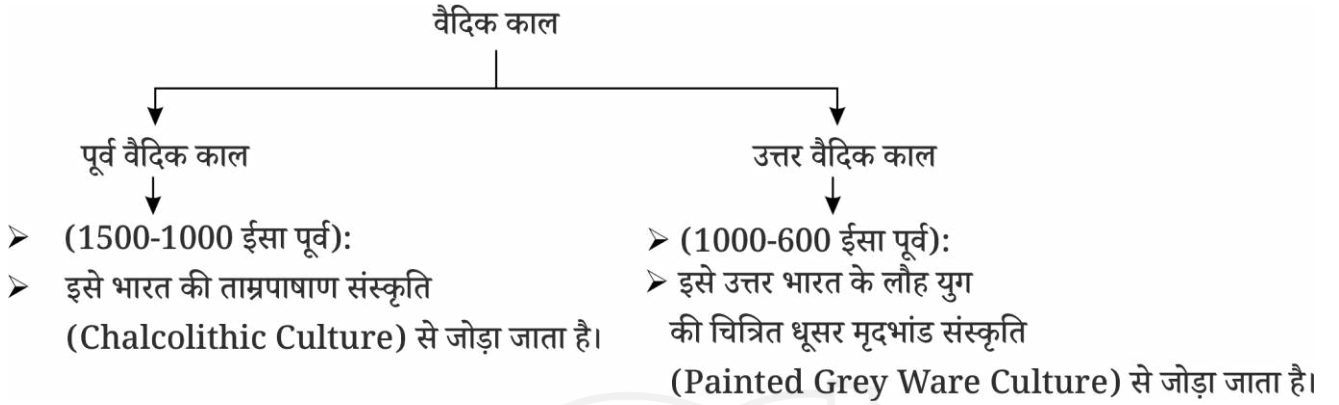 वैदिक काल
पूर्व वैदिक काल
➢ (1500-1000 ईसा पूर्व):
➢ इसे भारत की ताम्रपाषाण संस्कृति
(Chalcolithic Culture) से जोड़ा जाता है।
उत्तर वैदिक काल
➢ (1000-600 ईसा पूर्व):
➢ इसे उत्तर भारत के लौह युग
की चित्रित धूसर मृदभांड संस्कृति
(Painted Grey Ware Culture) से जोड़ा जाता है।